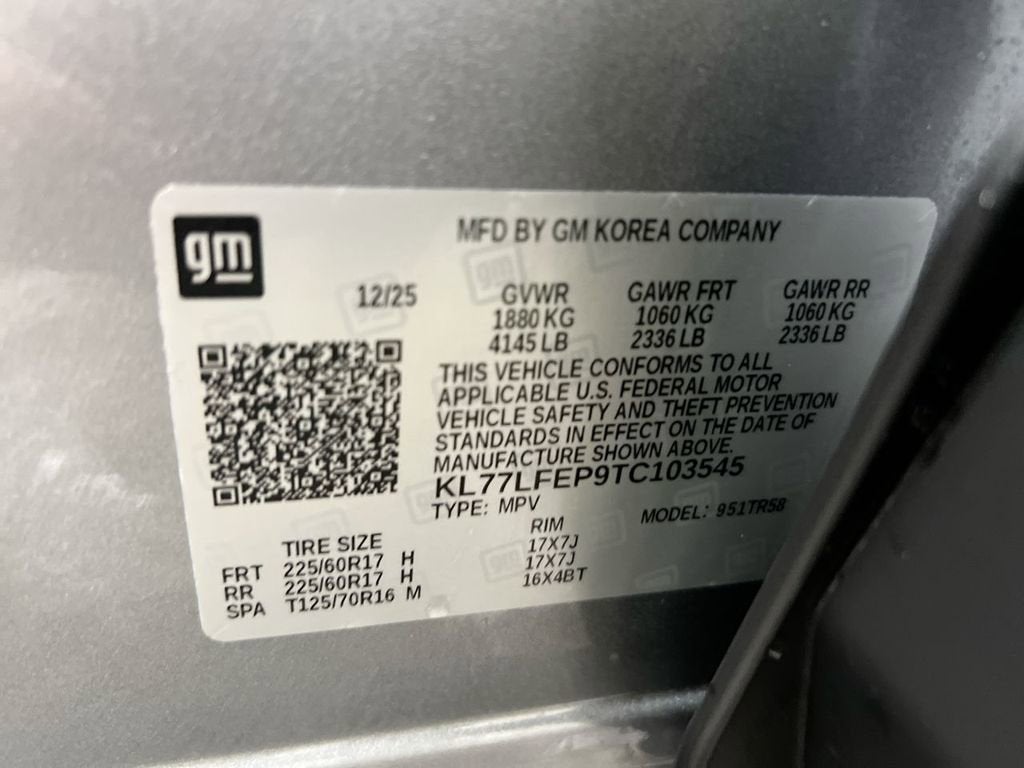 gm
MFD BY GM KOREA COMPANY
12/25
GVWR GAWR FRT GAWR RR
1880 KG 1060 KG 1060 KG
4145 LB 2336 LB 2336 LB
THIS VEHICLE CONFORMS TO ALL
APPLICABLE U.S. FEDERAL MOTOR
VEHICLE SAFETY AND THEFT PREVENTION
STANDARDS IN EFFECT ON THE DATE OF
MANUFACTURE SHOWN ABOVE.
KL77LFEP9TC103545
TYPE: MPV MODEL: 951TR58
TIRE SIZE RIM
FRT 225/60R17 H 17X7J
RR 225/60R17 H 17X7J
SPA T125/70R16 M 16X4BT